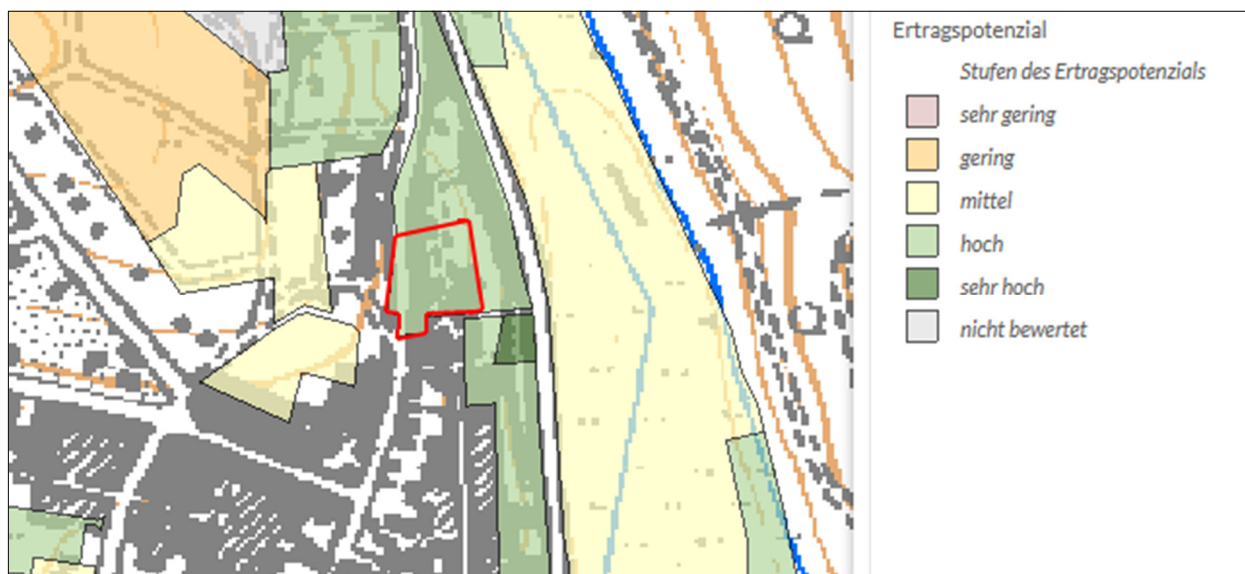 Ertragspotenzial
Stufen des Ertragspotenzials
sehr gering
gering
mittel
hoch
sehr hoch
nicht bewertet